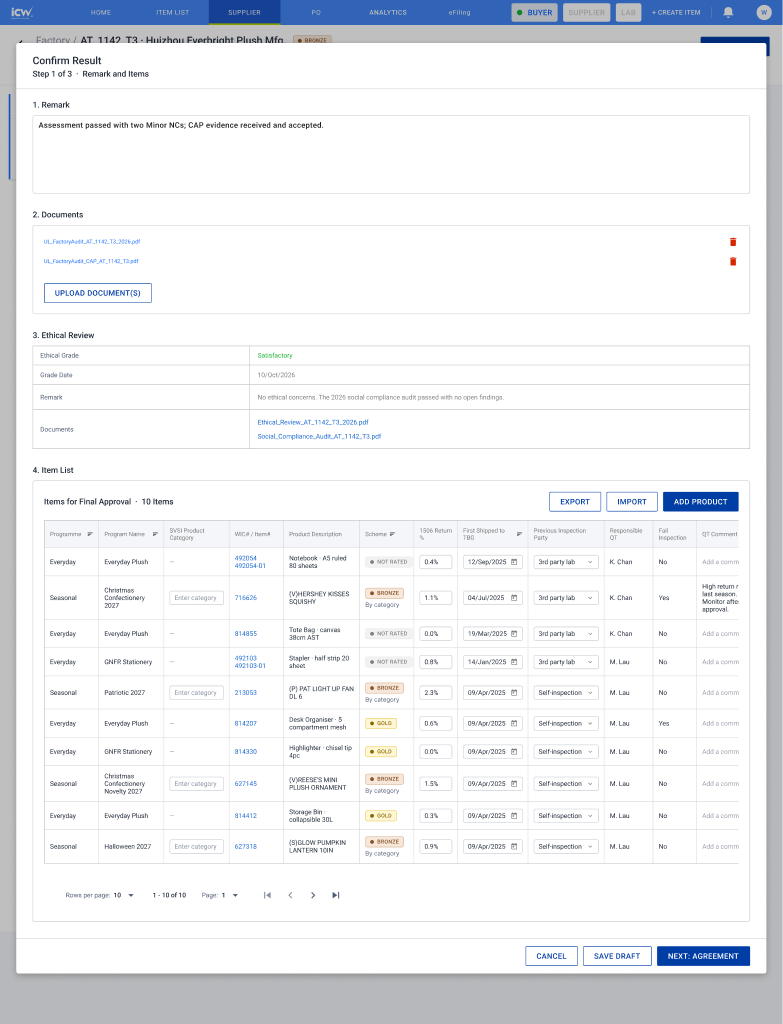 icw
HOME
ITEM LIST
SUPPLIER
PO
ANALYTICS
eFiling
BUYER
SUPPLIER
LAB
+ CREATE ITEM
W
Factory / AT_1142_T3 · Huizhou Everbright Plush Mfg.
BRONZE
Confirm Result
Step 1 of 3 · Remark and Items
1. Remark
Assessment passed with two Minor NCs; CAP evidence received and accepted.
2. Documents
UL_FactoryAudit_AT_1142_T3_2026.pdf
UL_FactoryAudit_CAP_AT_1142_T3.pdf
UPLOAD DOCUMENT(S)
3. Ethical Review
Ethical Grade Satisfactory
Grade Date 10/Oct/2026
Remark No ethical concerns. The 2026 social compliance audit passed with no open findings.
Documents
Ethical_Review_AT_1142_T3_2026.pdf
Social_Compliance_Audit_AT_1142_T3.pdf
4. Item List
Items for Final Approval · 10 Items
EXPORT
IMPORT
ADD PRODUCT
Programme
Program Name
SVSI Product
Category
WIC# / Item#
Product Description
Scheme
1506 Return
%
First Shipped to
TBG
Previous Inspection
Party
Responsible
QT
Fail
Inspection
QT Comment
Everyday
Everyday Plush
–
492054
492054-01
Notebook · A5 ruled
80 sheets
NOT RATED
0.4%
12/Sep/2025
3rd party lab
K. Chan
No
Add a comm
Seasonal
Christmas
Confectionery
2027
Enter category
716626
(V)HERSHEY KISSES
SQUISHY
BRONZE
By category
1.1%
04/Jul/2025
3rd party lab
K. Chan
Yes
High return r
last season.
Monitor after
approval.
Everyday
Everyday Plush
–
814855
Tote Bag · canvas
38cm AST
NOT RATED
0.0%
19/Mar/2025
3rd party lab
K. Chan
No
Add a comm
Everyday
GNFR Stationery
–
492103
492103-01
Stapler · half strip 20
sheet
NOT RATED
0.8%
14/Jan/2025
3rd party lab
M. Lau
No
Add a comm
Seasonal
Patriotic 2027
Enter category
213053
(P) PAT LIGHT UP FAN
DL 6
BRONZE
By category
2.3%
09/Apr/2025
Self-inspection
M. Lau
No
Add a comm
Everyday
Everyday Plush
–
814207
Desk Organiser · 5
compartment mesh
GOLD
0.6%
09/Apr/2025
Self-inspection
M. Lau
Yes
Add a comm
Everyday
GNFR Stationery
–
814330
Highlighter · chisel tip
4pc
GOLD
0.0%
09/Apr/2025
Self-inspection
M. Lau
No
Add a comm
Seasonal
Christmas
Confectionery
Novelty 2027
Enter category
627145
(V)REESE'S MINI
PLUSH ORNAMENT
BRONZE
By category
1.5%
09/Apr/2025
Self-inspection
M. Lau
No
Add a comm
Everyday
Everyday Plush
–
814412
Storage Bin ·
collapsible 30L
GOLD
0.3%
09/Apr/2025
Self-inspection
M. Lau
No
Add a comm
Seasonal
Halloween 2027
Enter category
627318
(S)GLOW PUMPKIN
LANTERN 10IN
BRONZE
By category
0.9%
09/Apr/2025
Self-inspection
M. Lau
No
Add a comm
Rows per page: 10
1 - 10 of 10
Page: 1
CANCEL
SAVE DRAFT
NEXT: AGREEMENT